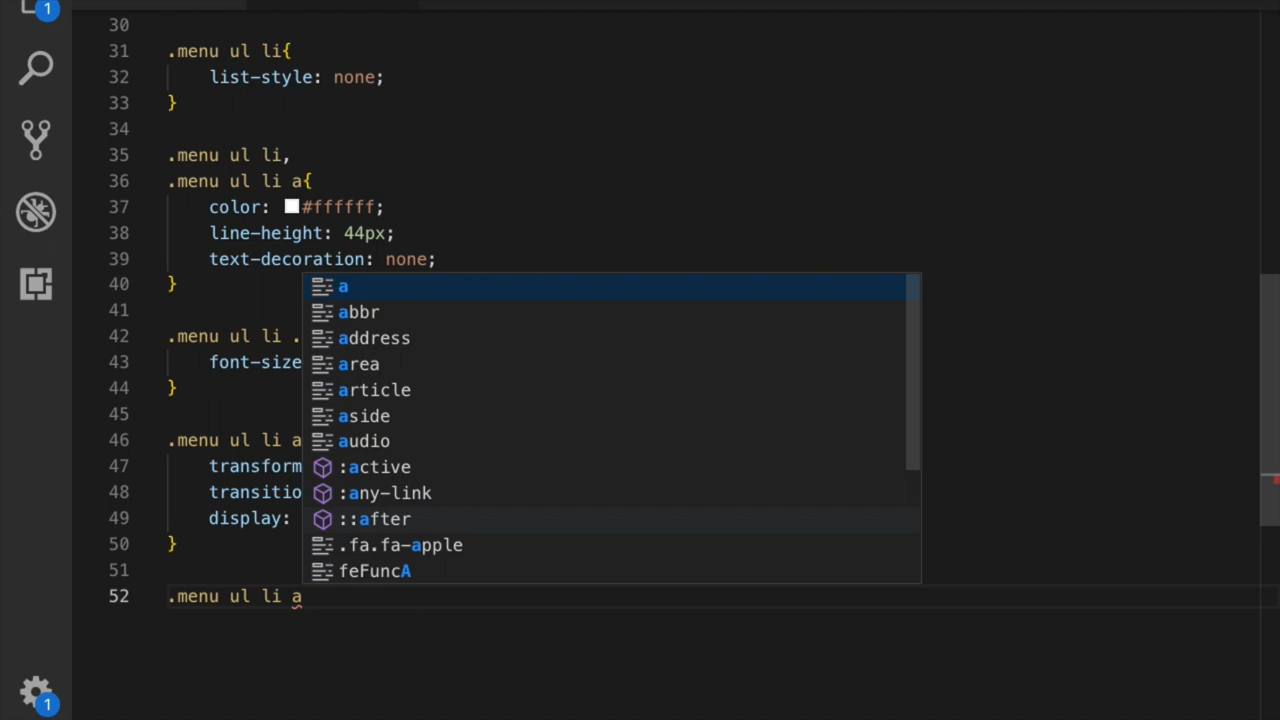 1
30
31 .menu ul li{
32 list-style: none;
33 }
34
35 .menu ul li,
36 .menu ul li a{
37 color: #ffffff;
38 line-height: 44px;
39 text-decoration: none;
40 }
a
41
abbr
42 .menu ul li .
address
43 font-size
area
44 }
article
45
aside
46 .menu ul li a
audio
47 transform
:active
48 transitio
:any-link
49 display:
::after
50 }
.fa.fa-apple
51
feFuncA
52 .menu ul li a
1